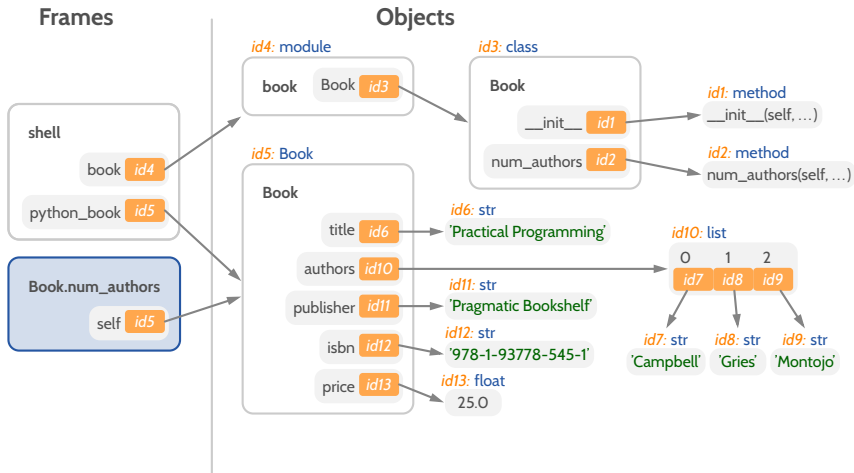 Frames
Objects
shell
book id4
python_book id5
Book.num_authors
self id5
id4: module
book Book id3
id3: class
Book
__init__ id1
num_authors id2
id1: method
__init__(self, …)
id2: method
num_authors(self, …)
id5: Book
Book
title id6
authors id10
publisher id11
isbn id12
price id13
id6: str
'Practical Programming'
id11: str
'Pragmatic Bookshelf'
id12: str
'978-1-93778-545-1'
id13: float
25.0
id10: list
0 1 2
id7 id8 id9
id7: str
'Campbell'
id8: str
'Gries'
id9: str
'Montojo'